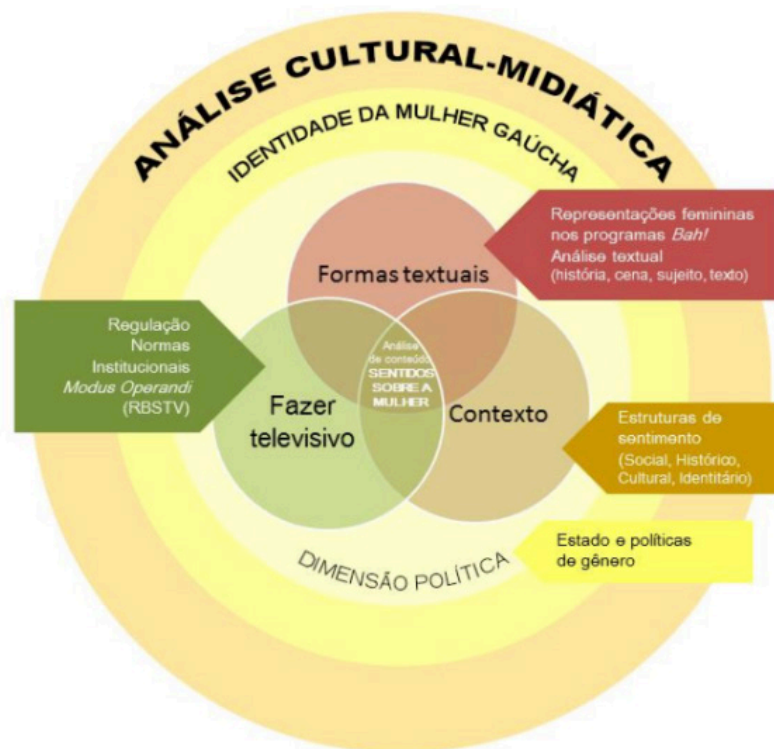 ANÁLISE CULTURAL-MIDIÁTICA
IDENTIDADE DA MULHER GAÚCHA
Representações femininas
nos programas Bah!
Análise textual
(história, cena, sujeito, texto)
Formas textuais
Regulação
Normas
Institucionais
Modus Operandi
(RBSTV)
Análise
de conteúdo
SENTIDOS
SOBRE A
MULHER
Fazer
televisivo
Contexto
Estruturas de
sentimento
(Social, Histórico,
Cultural, Identitário)
DIMENSÃO POLÍTICA
Estado e políticas
de gênero